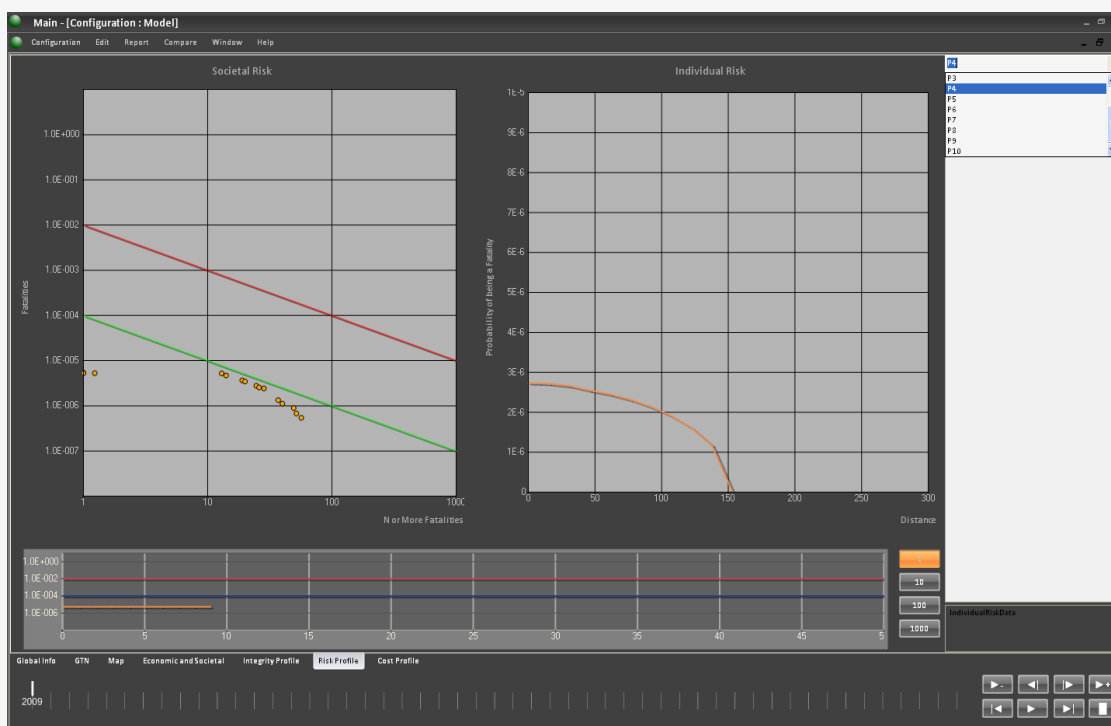 Main - [Configuration : Model]
Configuration Edit Report Compare Window Help
Societal Risk
1.0E+000
1.0E-001
1.0E-002
1.0E-003
1.0E-004
1.0E-005
1.0E-006
1.0E-007
Fatalities
1 10 100 1000
N or More Fatalities
Individual Risk
1E-5
9E-6
8E-6
7E-6
6E-6
5E-6
4E-6
3E-6
2E-6
1E-6
0
Probability of being a Fatality
0 50 100 150 200 250 300
Distance
P4
P3
P4
P5
P6
P7
P8
P9
P10
1.0E+000
1.0E-002
1.0E-004
1.0E-006
0 5 10 15 20 25 30 35 40 45 5
10
100
1000
IndividualRiskData
Global Info GTN Map Economic and Societal Integrity Profile Risk Profile Cost Profile
2009